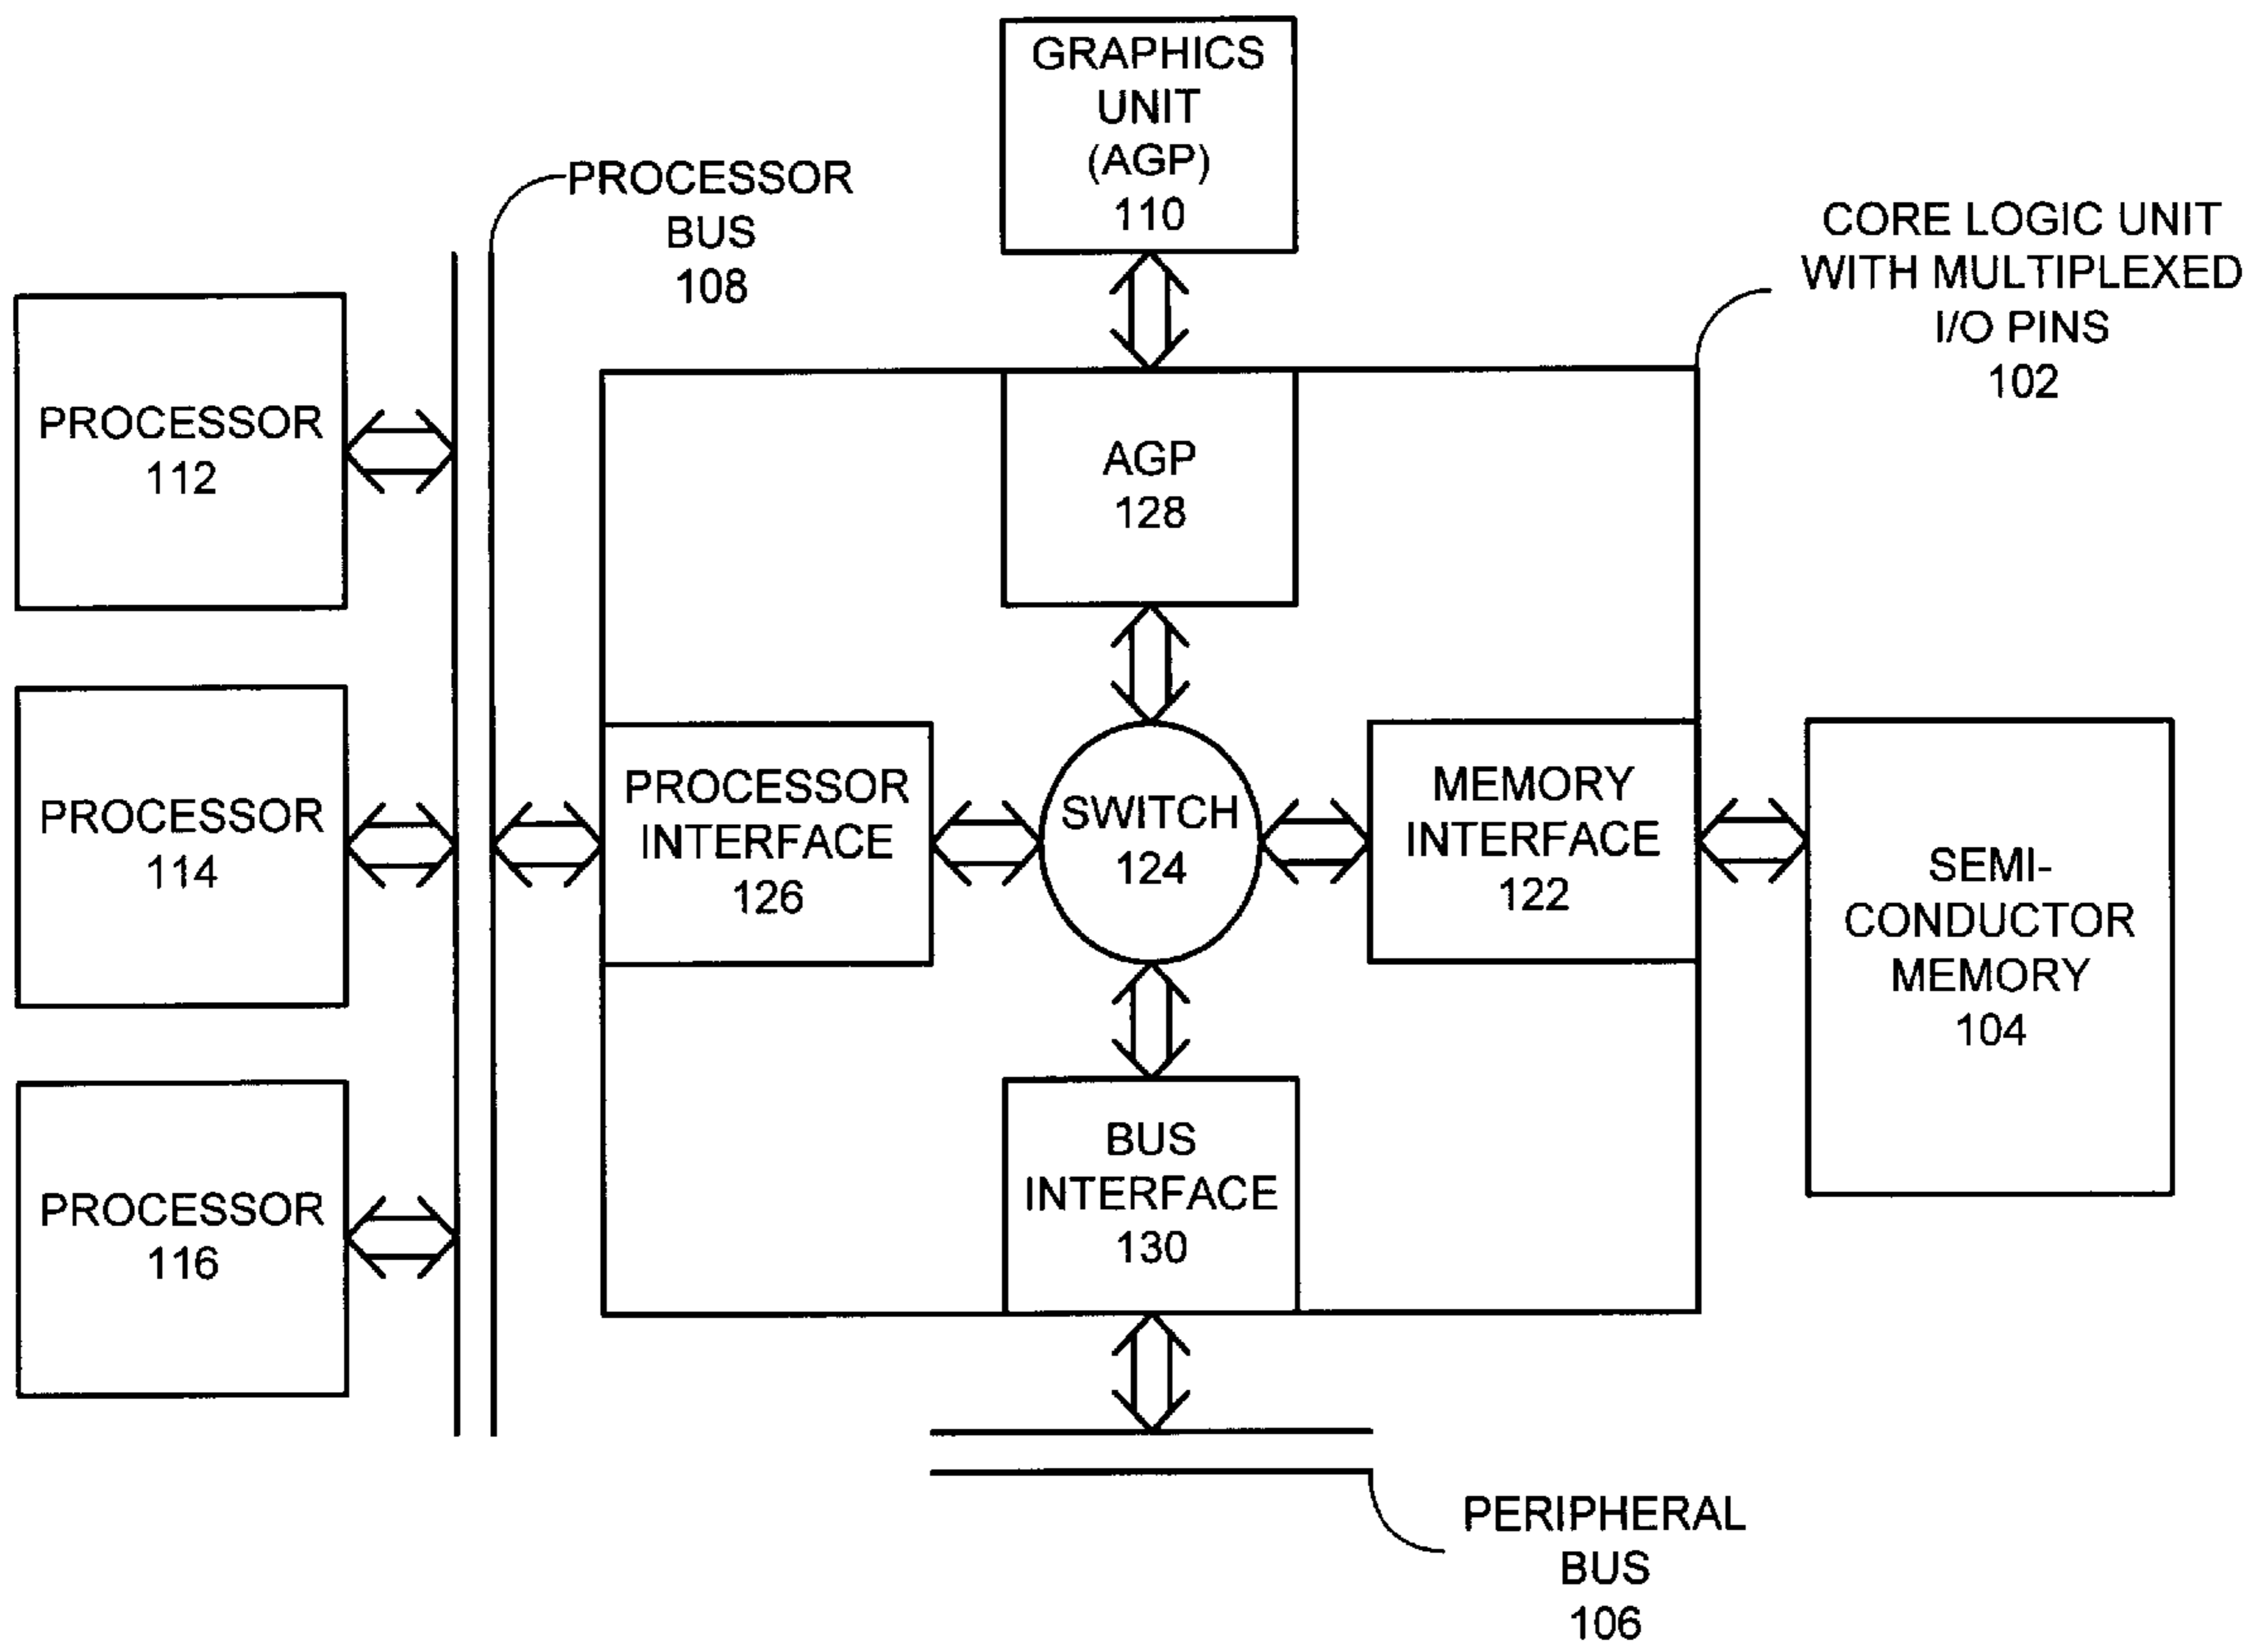 GRAPHICS
UNIT
(AGP)
110
PROCESSOR
BUS
108
CORE LOGIC UNIT
WITH MULTIPLEXED
I/O PINS
102
PROCESSOR
112
AGP
128
PROCESSOR
114
PROCESSOR
INTERFACE
126
SWITCH
124
MEMORY
INTERFACE
122
SEMI-
CONDUCTOR
MEMORY
104
PROCESSOR
116
BUS
INTERFACE
130
PERIPHERAL
BUS
106